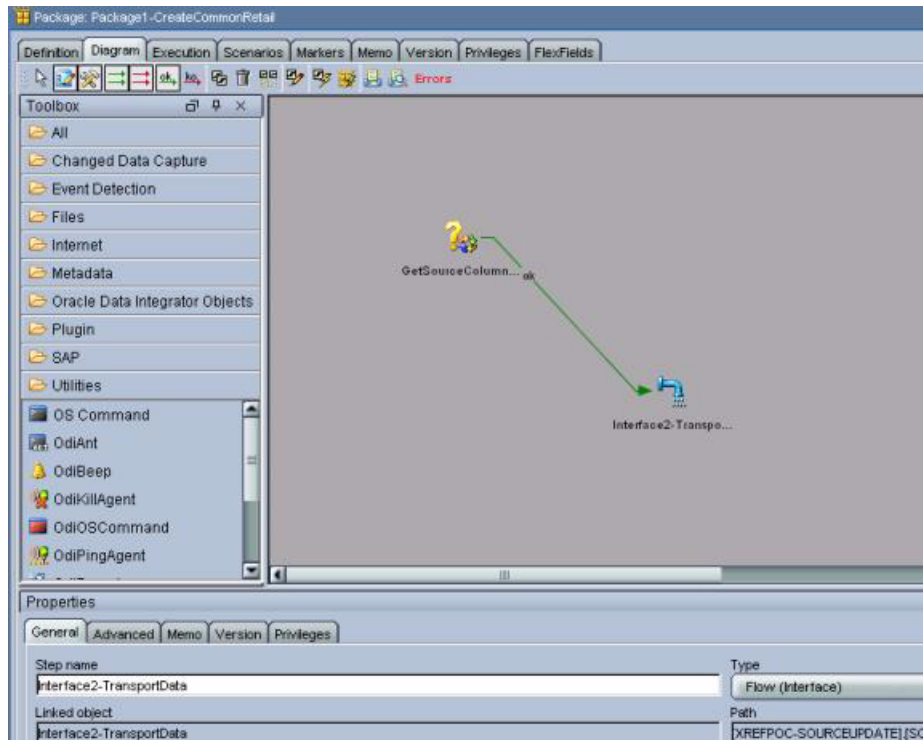 Package: Package1-CreateCommonRetail
Definition Diagram Execution Scenarios Markers Memo Version Privileges FlexFields
ok ko Errors
Toolbox
All
Changed Data Capture
Event Detection
Files
Internet
Metadata
Oracle Data Integrator Objects
Plugin
SAP
Utilities
OS Command
OdiAnt
OdiBeep
OdiKillAgent
OdiOSCommand
OdiPingAgent
GetSourceColumn...
ok
Interface2-Transpo...
Properties
General Advanced Memo Version Privileges
Step name
Type
Interface2-TransportData
Flow (Interface)
Linked object
Path
Interface2-TransportData
[XREFPOC-SOURCEUPDATE].[SO